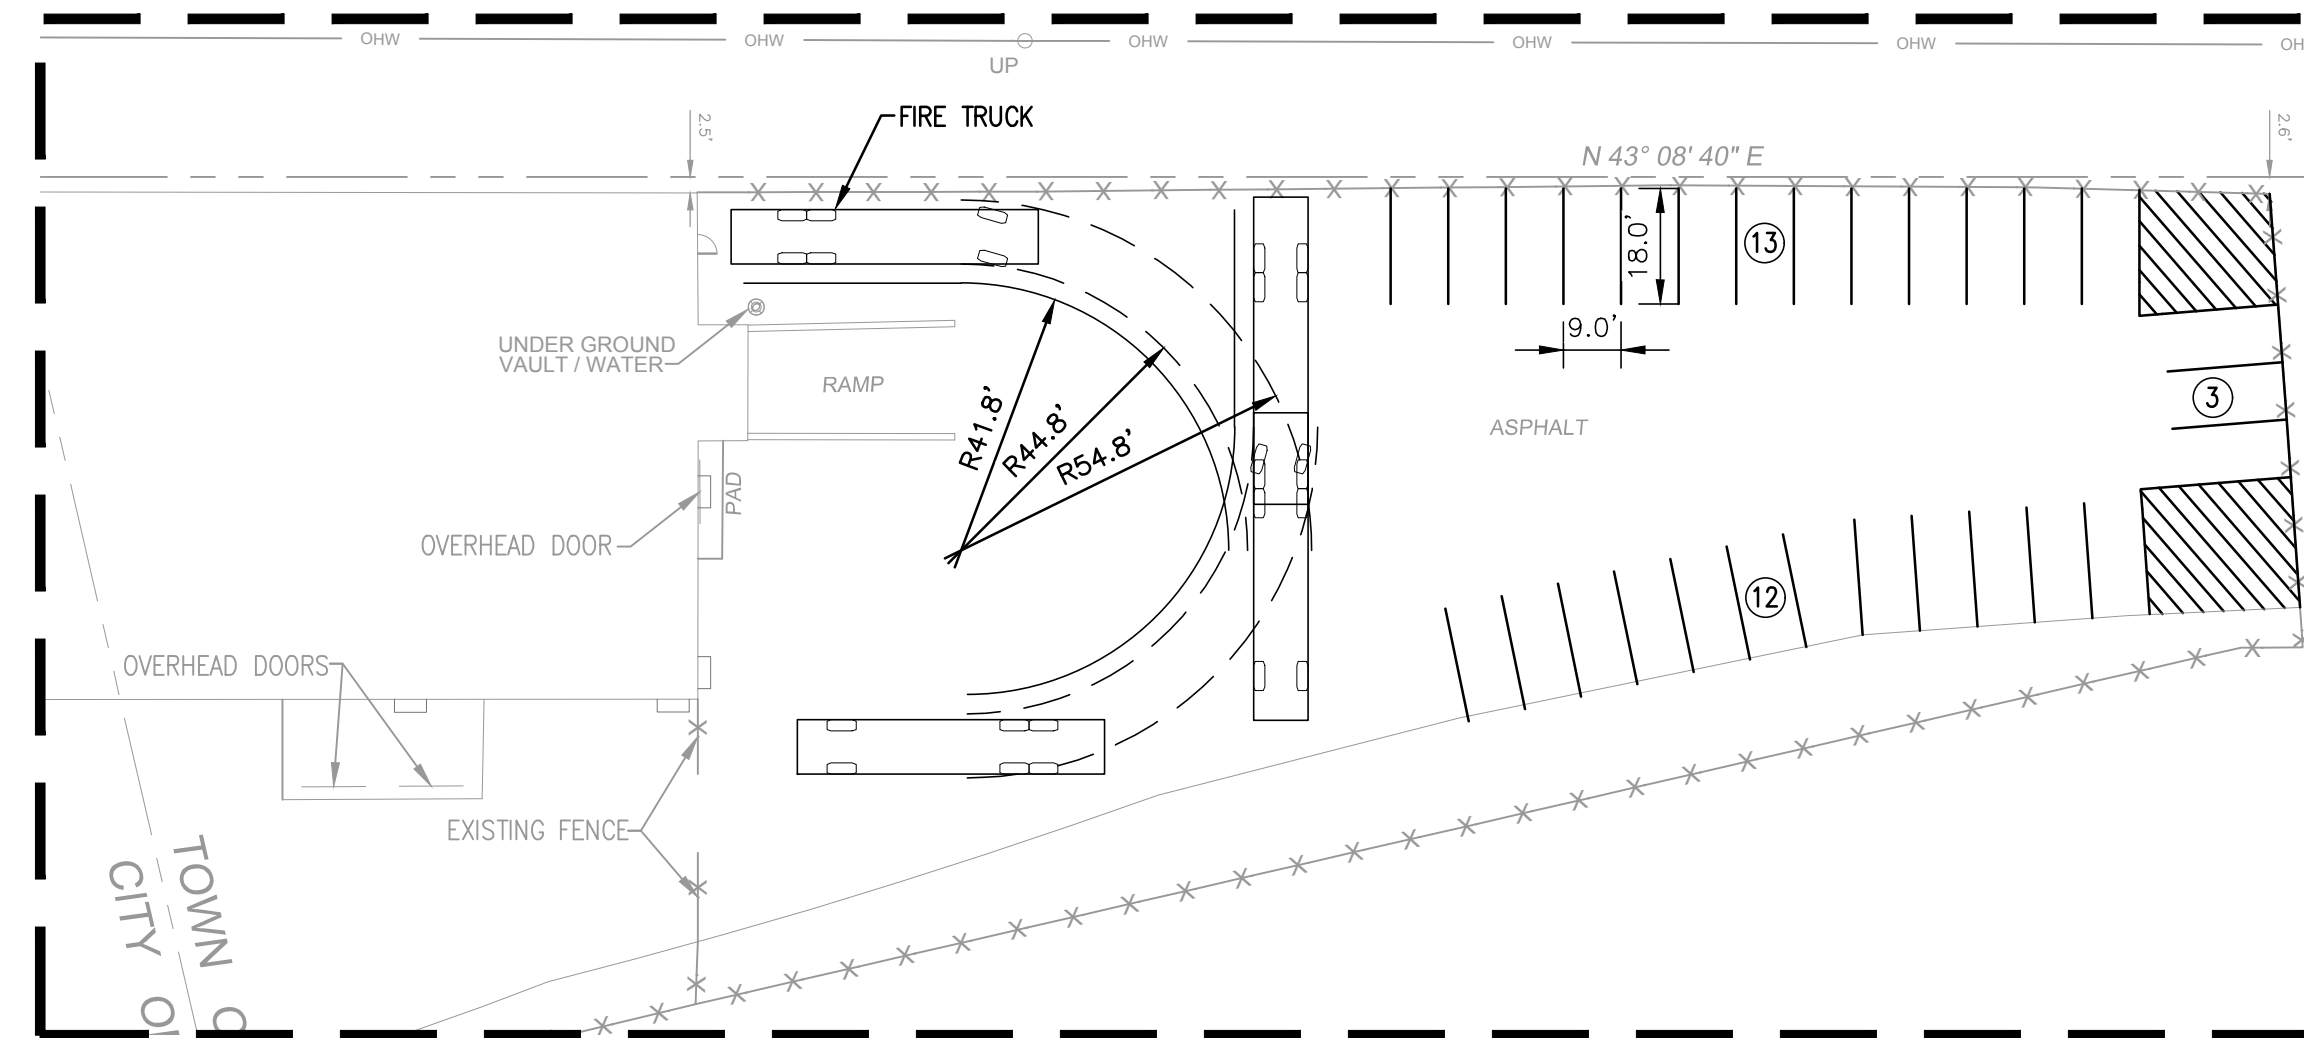 OHW
OHW
OHW
OHW
OHW
UP
2.5'
FIRE TRUCK
2.6'
N 43° 08' 40" E
18.0'
13
9.0'
UNDER GROUND
VAULT / WATER
RAMP
R41.8'
R44.8'
R54.8'
ASPHALT
3
PAD
OVERHEAD DOOR
12
OVERHEAD DOORS
EXISTING FENCE
TOWN
CITY